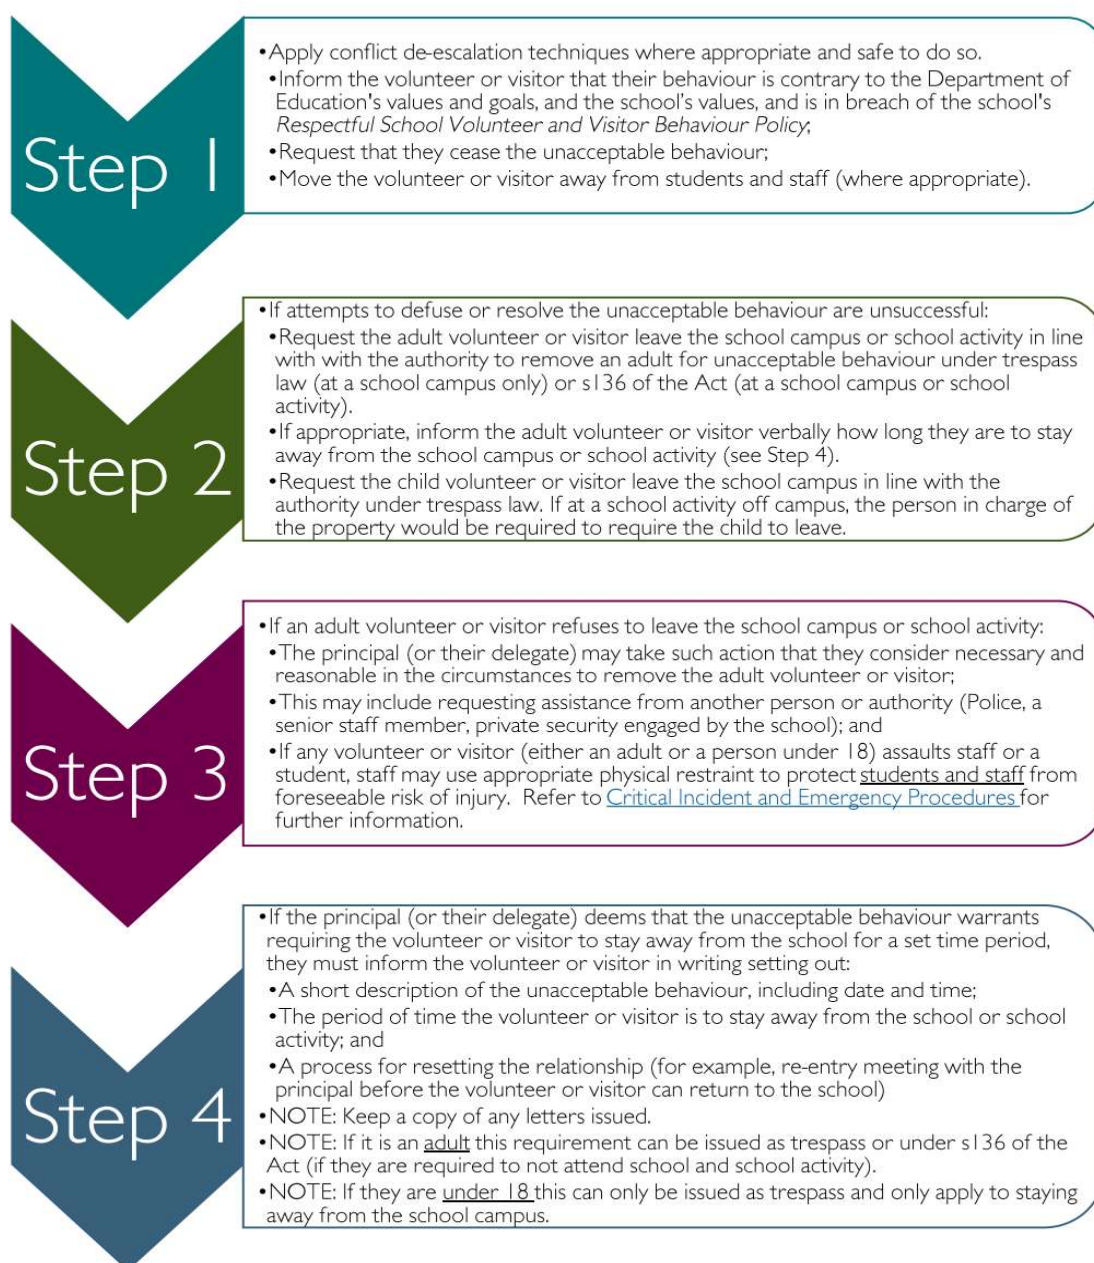 Step 1
•Apply conflict de-escalation techniques where appropriate and safe to do so.
•Inform the volunteer or visitor that their behaviour is contrary to the Department of
Education's values and goals, and the school's values, and is in breach of the school's
Respectful School Volunteer and Visitor Behaviour Policy;
•Request that they cease the unacceptable behaviour;
•Move the volunteer or visitor away from students and staff (where appropriate).
Step 2
•If attempts to defuse or resolve the unacceptable behaviour are unsuccessful:
•Request the adult volunteer or visitor leave the school campus or school activity in line
with with the authority to remove an adult for unacceptable behaviour under trespass
law (at a school campus only) or s136 of the Act (at a school campus or school
activity).
•If appropriate, inform the adult volunteer or visitor verbally how long they are to stay
away from the school campus or school activity (see Step 4).
•Request the child volunteer or visitor leave the school campus in line with the
authority under trespass law. If at a school activity off campus, the person in charge of
the property would be required to require the child to leave.
Step 3
•If an adult volunteer or visitor refuses to leave the school campus or school activity:
•The principal (or their delegate) may take such action that they consider necessary and
reasonable in the circumstances to remove the adult volunteer or visitor;
•This may include requesting assistance from another person or authority (Police, a
senior staff member, private security engaged by the school); and
•If any volunteer or visitor (either an adult or a person under 18) assaults staff or a
student, staff may use appropriate physical restraint to protect students and staff from
foreseeable risk of injury. Refer to Critical Incident and Emergency Procedures for
further information.
Step 4
•If the principal (or their delegate) deems that the unacceptable behaviour warrants
requiring the volunteer or visitor to stay away from the school for a set time period,
they must inform the volunteer or visitor in writing setting out:
•A short description of the unacceptable behaviour, including date and time;
•The period of time the volunteer or visitor is to stay away from the school or school
activity; and
•A process for resetting the relationship (for example, re-entry meeting with the
principal before the volunteer or visitor can return to the school)
•NOTE: Keep a copy of any letters issued.
•NOTE: If it is an adult this requirement can be issued as trespass or under s136 of the
Act (if they are required to not attend school and school activity).
•NOTE: If they are under 18 this can only be issued as trespass and only apply to staying
away from the school campus.